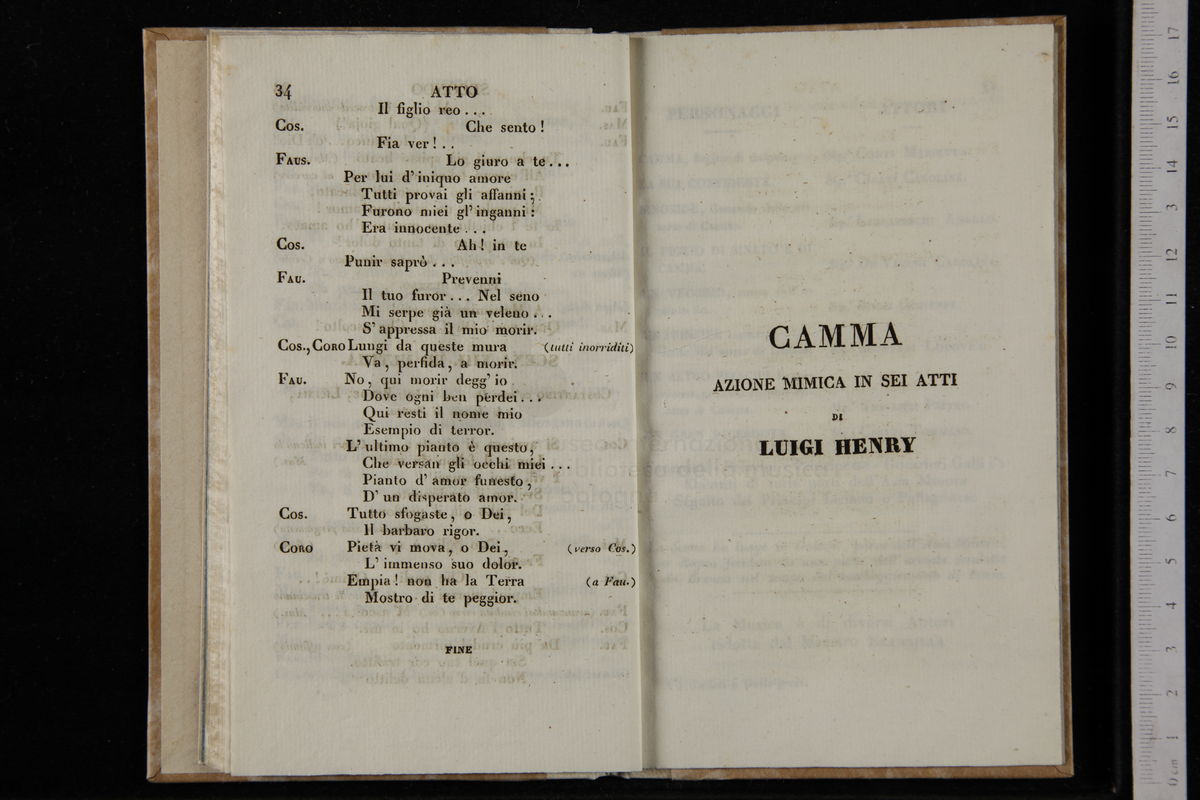 34 ATTO
Il figlio reo . . .
Cos. Che sento !
Fia ver ! . .
Faus. Lo giuro a te . . .
Per lui d' iniquo amore
Tutti provai gli affanni ;
Furono miei gl' inganni :
Era innocente . . .
Cos. Ah ! in te
Punir saprò . . .
Fau. Prevenni
Il tuo furor . . . Nel seno
Mi serpe già un veleno . . .
S' appressa il mio morir.
Cos., Coro Lungi da queste mura (tutti inorriditi)
Va , perfida , a morir.
Fau. No , qui morir degg' io
Dove ogni ben perdei . . .
Qui resti il nome mio
Esempio di terror.
L' ultimo pianto è questo ,
Che versan gli occhi miei . . .
Pianto d' amor funesto ,
D' un disperato amor.
Cos. Tutto sfogaste , o Dei ,
Il barbaro rigor.
Coro Pietà vi mova , o Dei , (verso Cos.)
L' immenso suo dolor.
Empia ! non ha la Terra (a Fau.)
Mostro di te peggior.
FINE
CAMMA
AZIONE MIMICA IN SEI ATTI
DI
LUIGI HENRY
museo internazionale
biblioteca della musica
bologna